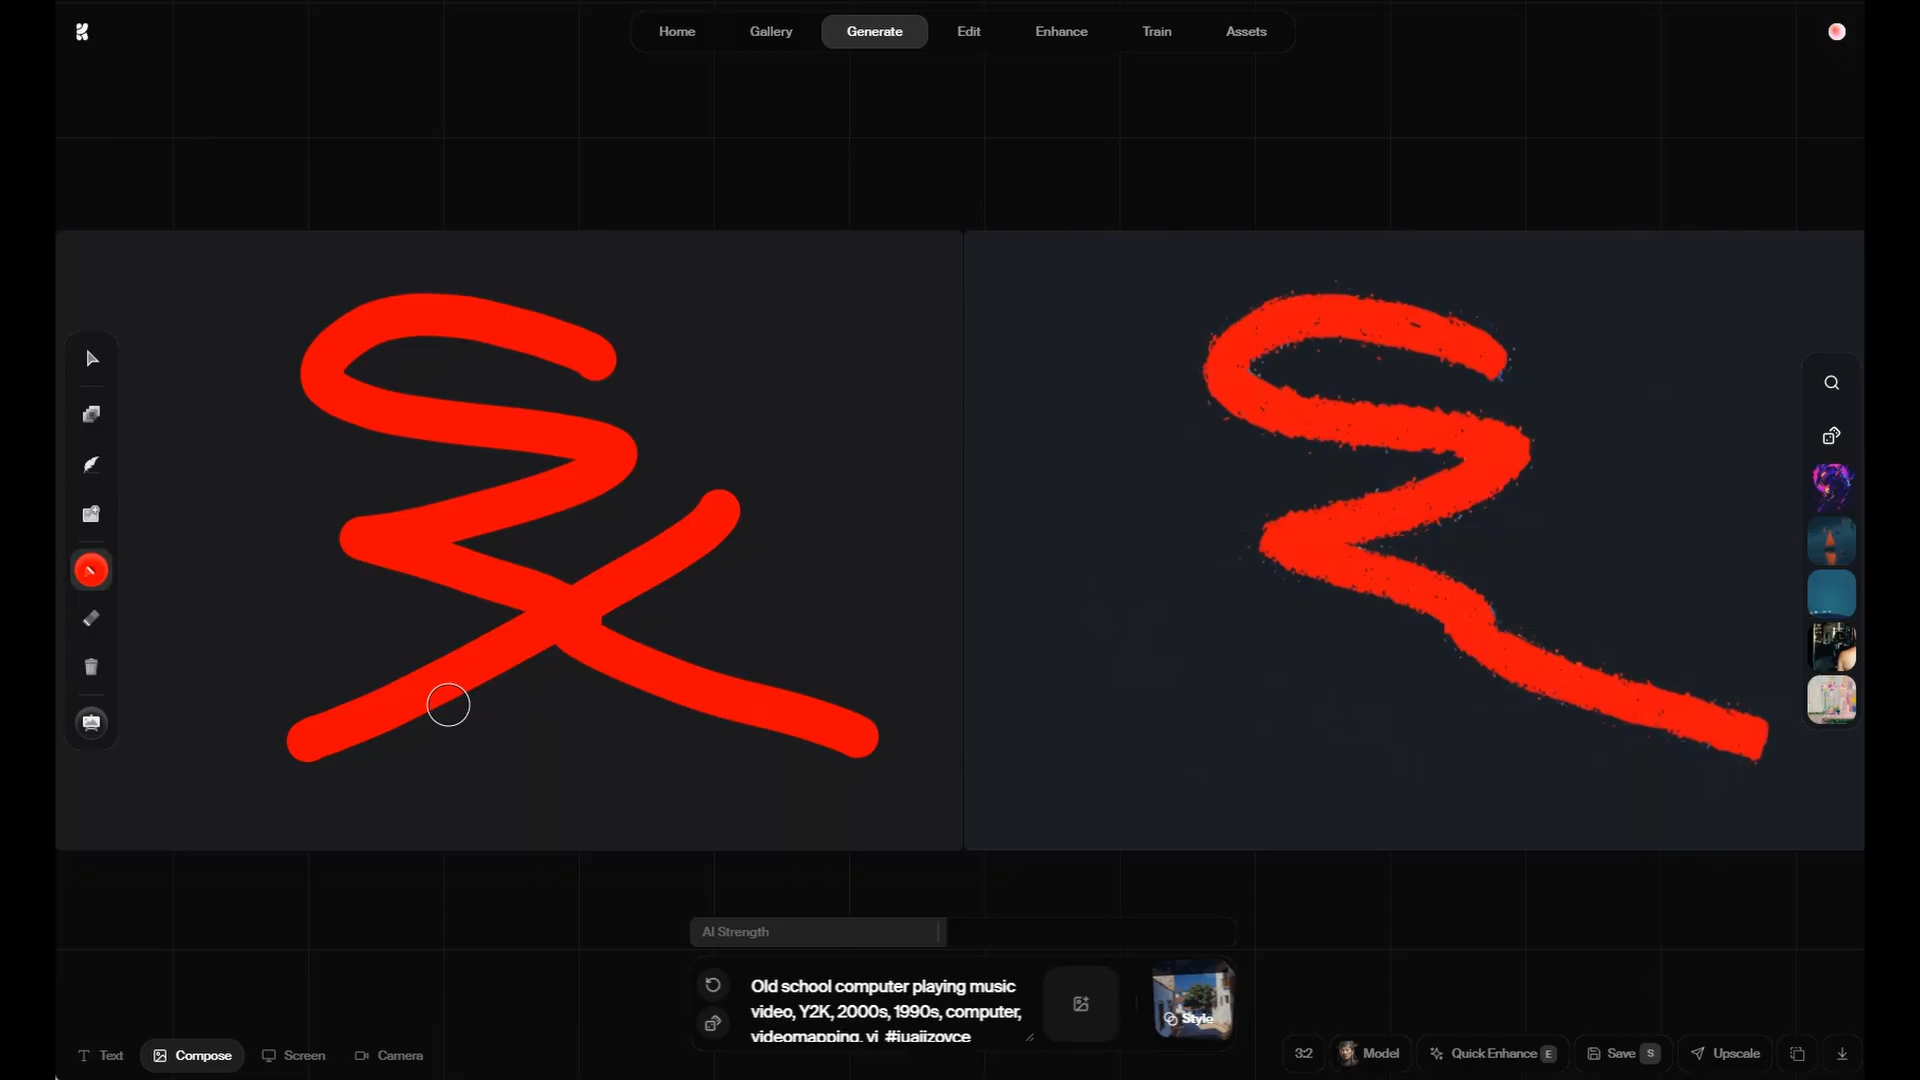 Home
Gallery
Generate
Edit
Enhance
Train
Assets
AI Strength
Old school computer playing music
video, Y2K, 2000s, 1990s, computer,
Style
Text
Compose
Screen
Camera
3:2
Model
Quick Enhance E
Save S
Upscale